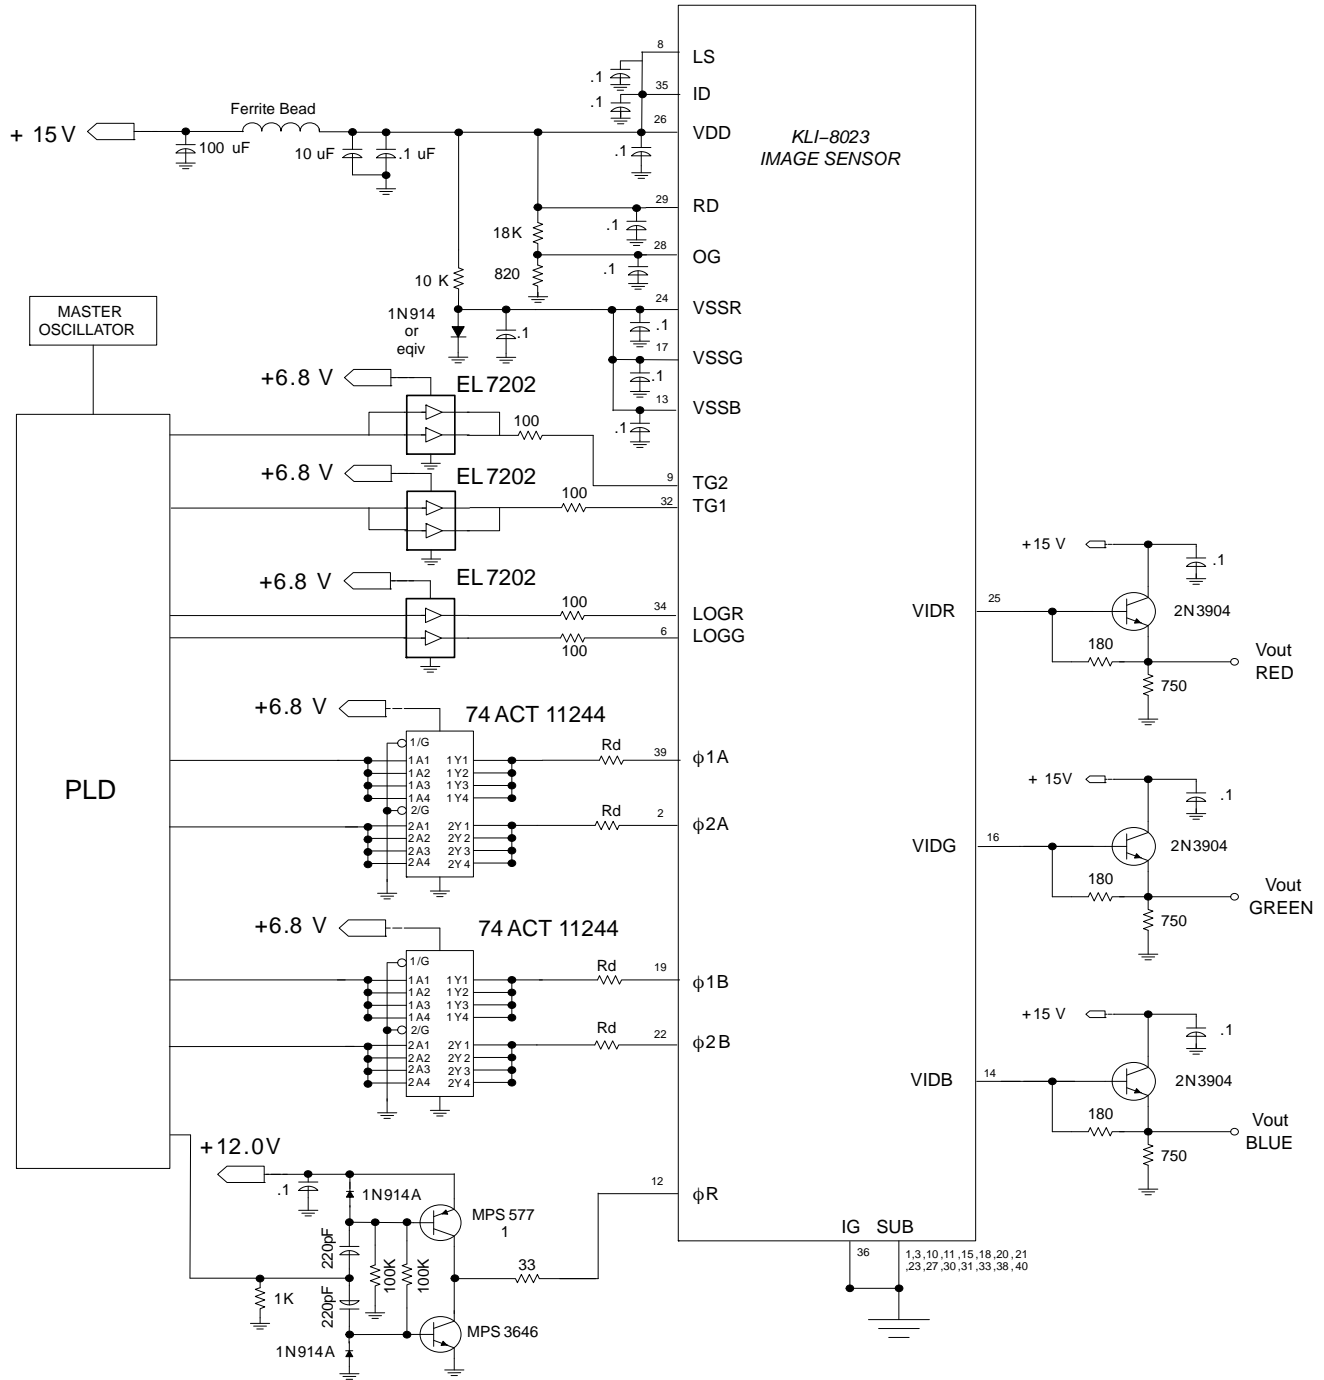 8
LS
.1
35
ID
.1
Ferrite Bead
+ 15 V
26
VDD
100 uF
10 uF
.1 uF
.1
KLI–8023
IMAGE SENSOR
29
RD
.1
18K
28
OG
.1
10 K
820
24
VSSR
1N914
or
eqiv
.1
.1
17
VSSG
.1
13
VSSB
.1
MASTER
OSCILLATOR
+6.8 V
EL7202
100
9
TG2
+6.8 V
EL7202
100
32
TG1
+6.8 V
EL7202
100
34
LOGR
6
LOGG
100
+6.8 V
74 ACT 11244
1/G
1A1
1A2
1A3
1A4
2/G
2A1
2A2
2A3
2A4
1Y1
1Y2
1Y3
1Y4
2Y1
2Y2
2Y3
2Y4
Rd
39
ϕ1A
Rd
2
ϕ2A
PLD
+6.8 V
74 ACT 11244
1/G
1A1
1A2
1A3
1A4
2/G
2A1
2A2
2A3
2A4
1Y1
1Y2
1Y3
1Y4
2Y1
2Y2
2Y3
2Y4
Rd
19
ϕ1B
Rd
22
ϕ2B
+12.0V
.1
1N914A
MPS 577
1
220pF
100K
100K
33
12
ϕR
1K
220pF
MPS 3646
1N914A
+15 V
.1
VIDR
25
2N3904
180
Vout
RED
750
+ 15V
.1
VIDG
16
2N3904
180
Vout
GREEN
750
+15 V
.1
VIDB
14
2N3904
180
Vout
BLUE
750
IG
SUB
36
1,3,10,11,15,18,20,21
,23,27,30,31,33,38,40